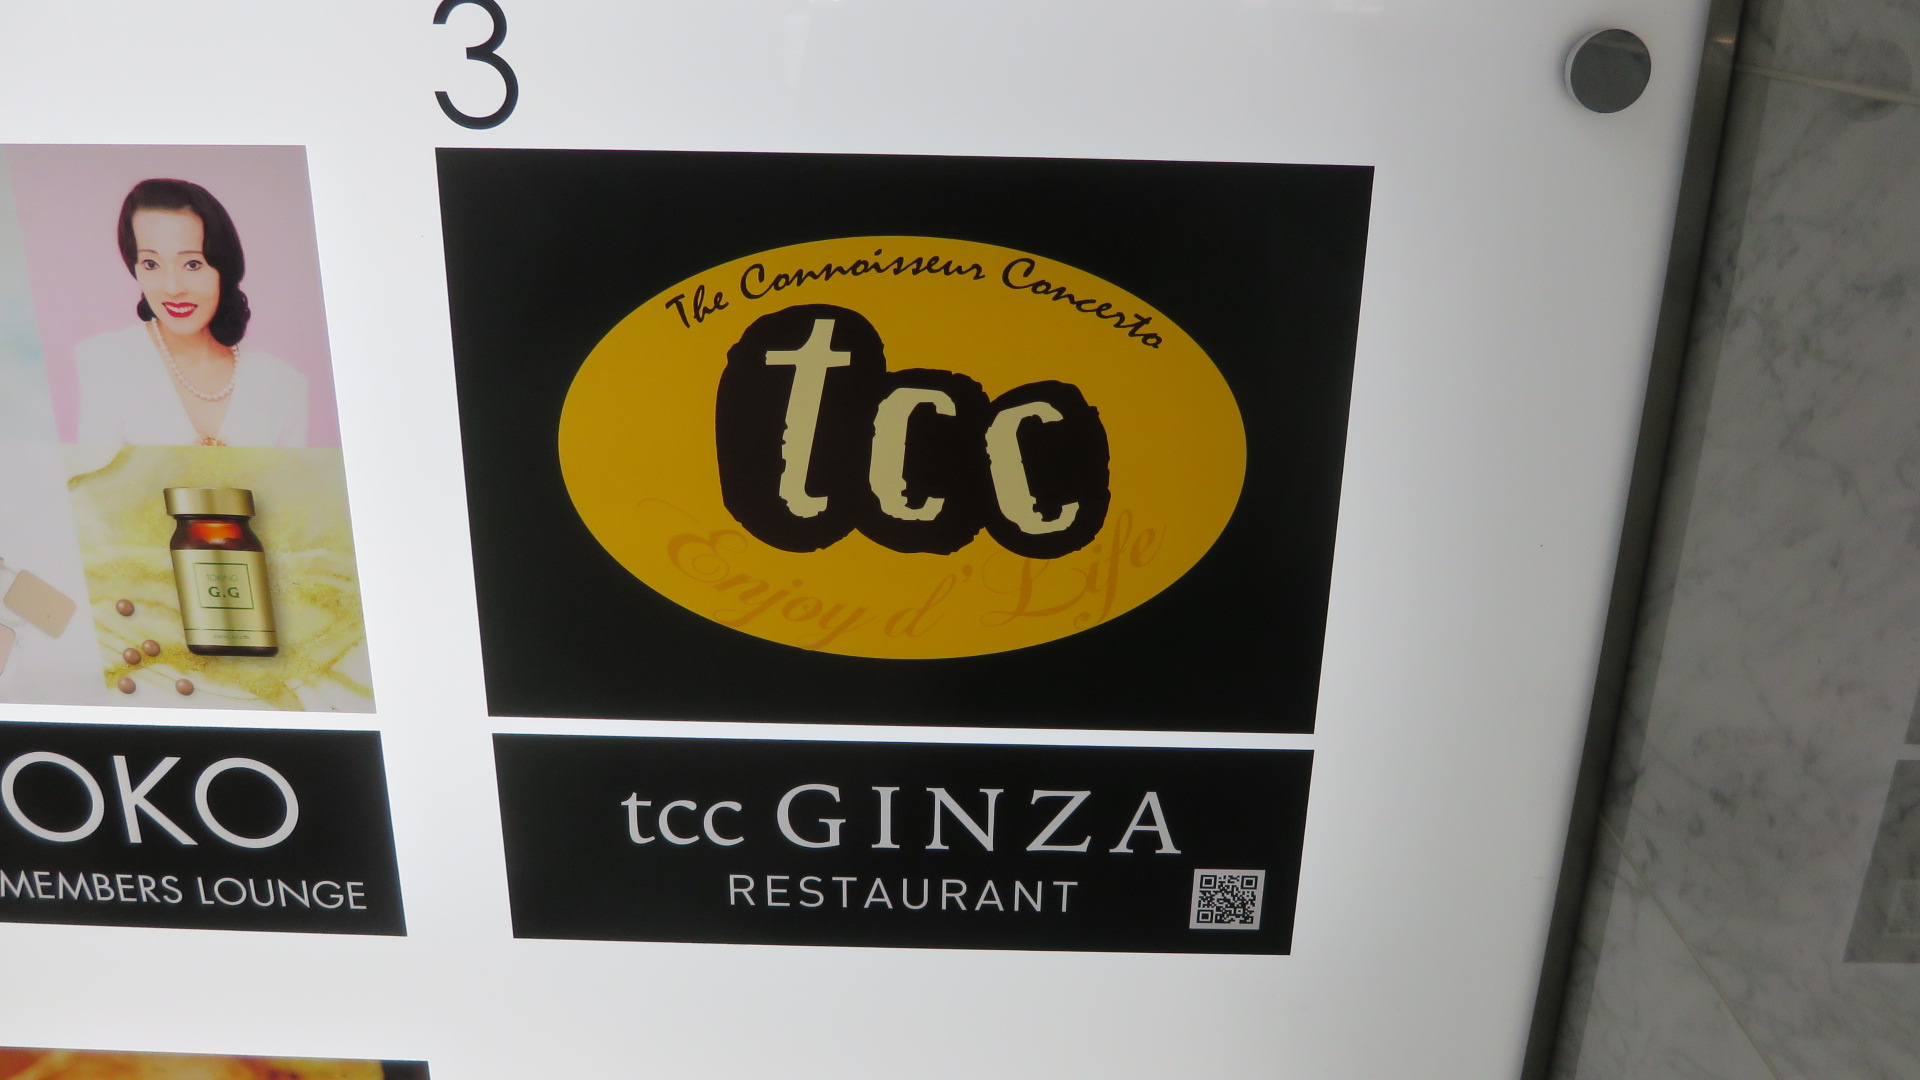 3
The Connoisseur Concerto
tcc
Enjoy d' Life
G.G
OKO
MEMBERS LOUNGE
tcc GINZA
RESTAURANT